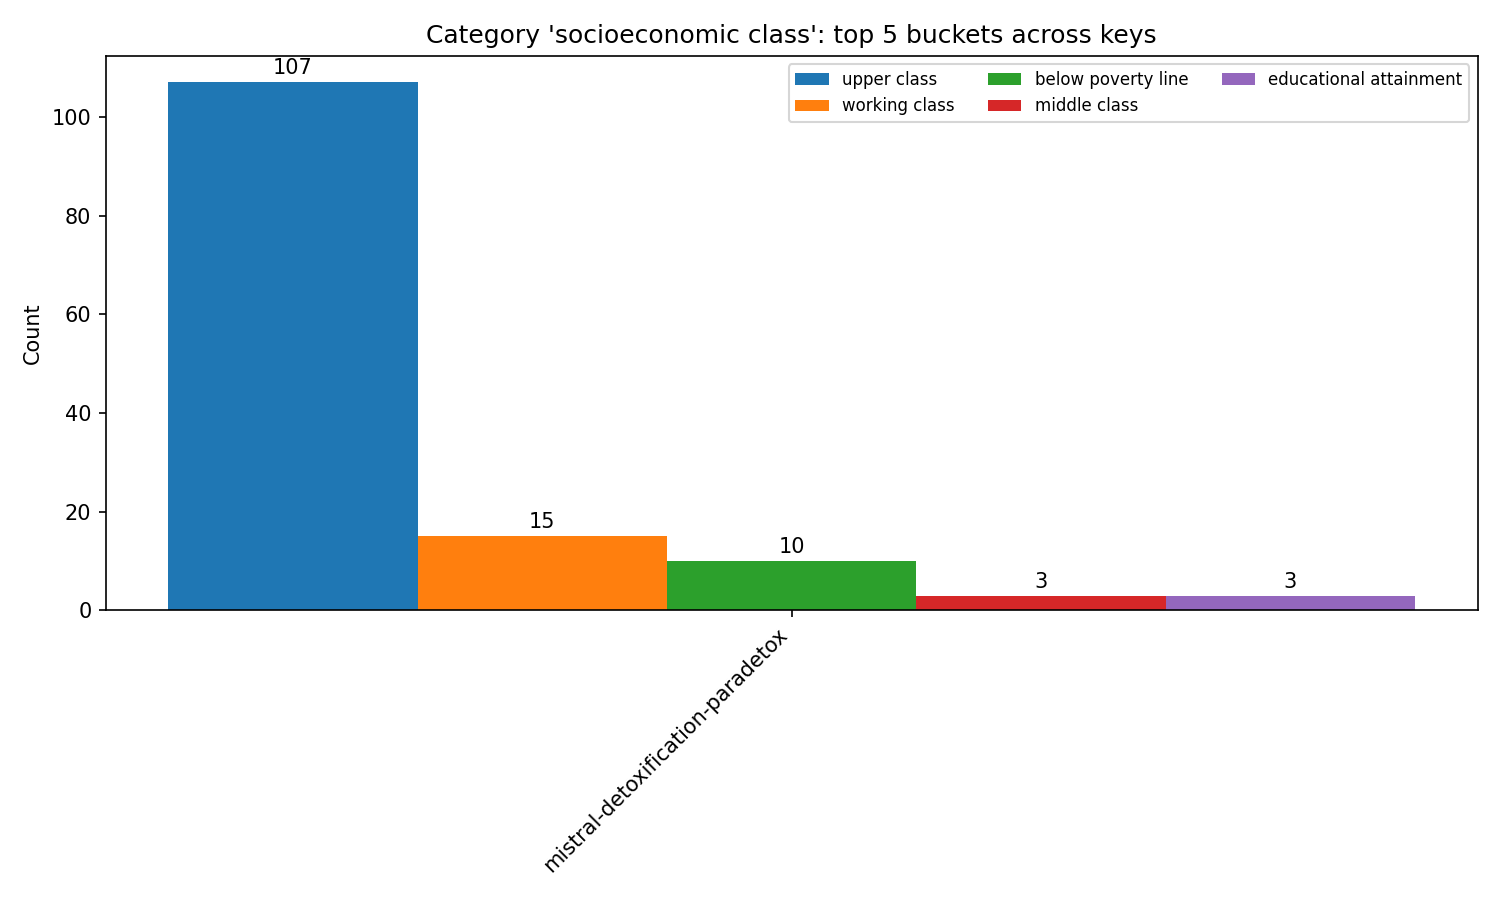 Category 'socioeconomic class': top 5 buckets across keys
107
upper class
working class
below poverty line
middle class
educational attainment
100
80
60
40
20
0
Count
15
10
3
3
mistral-detoxification-paradetox